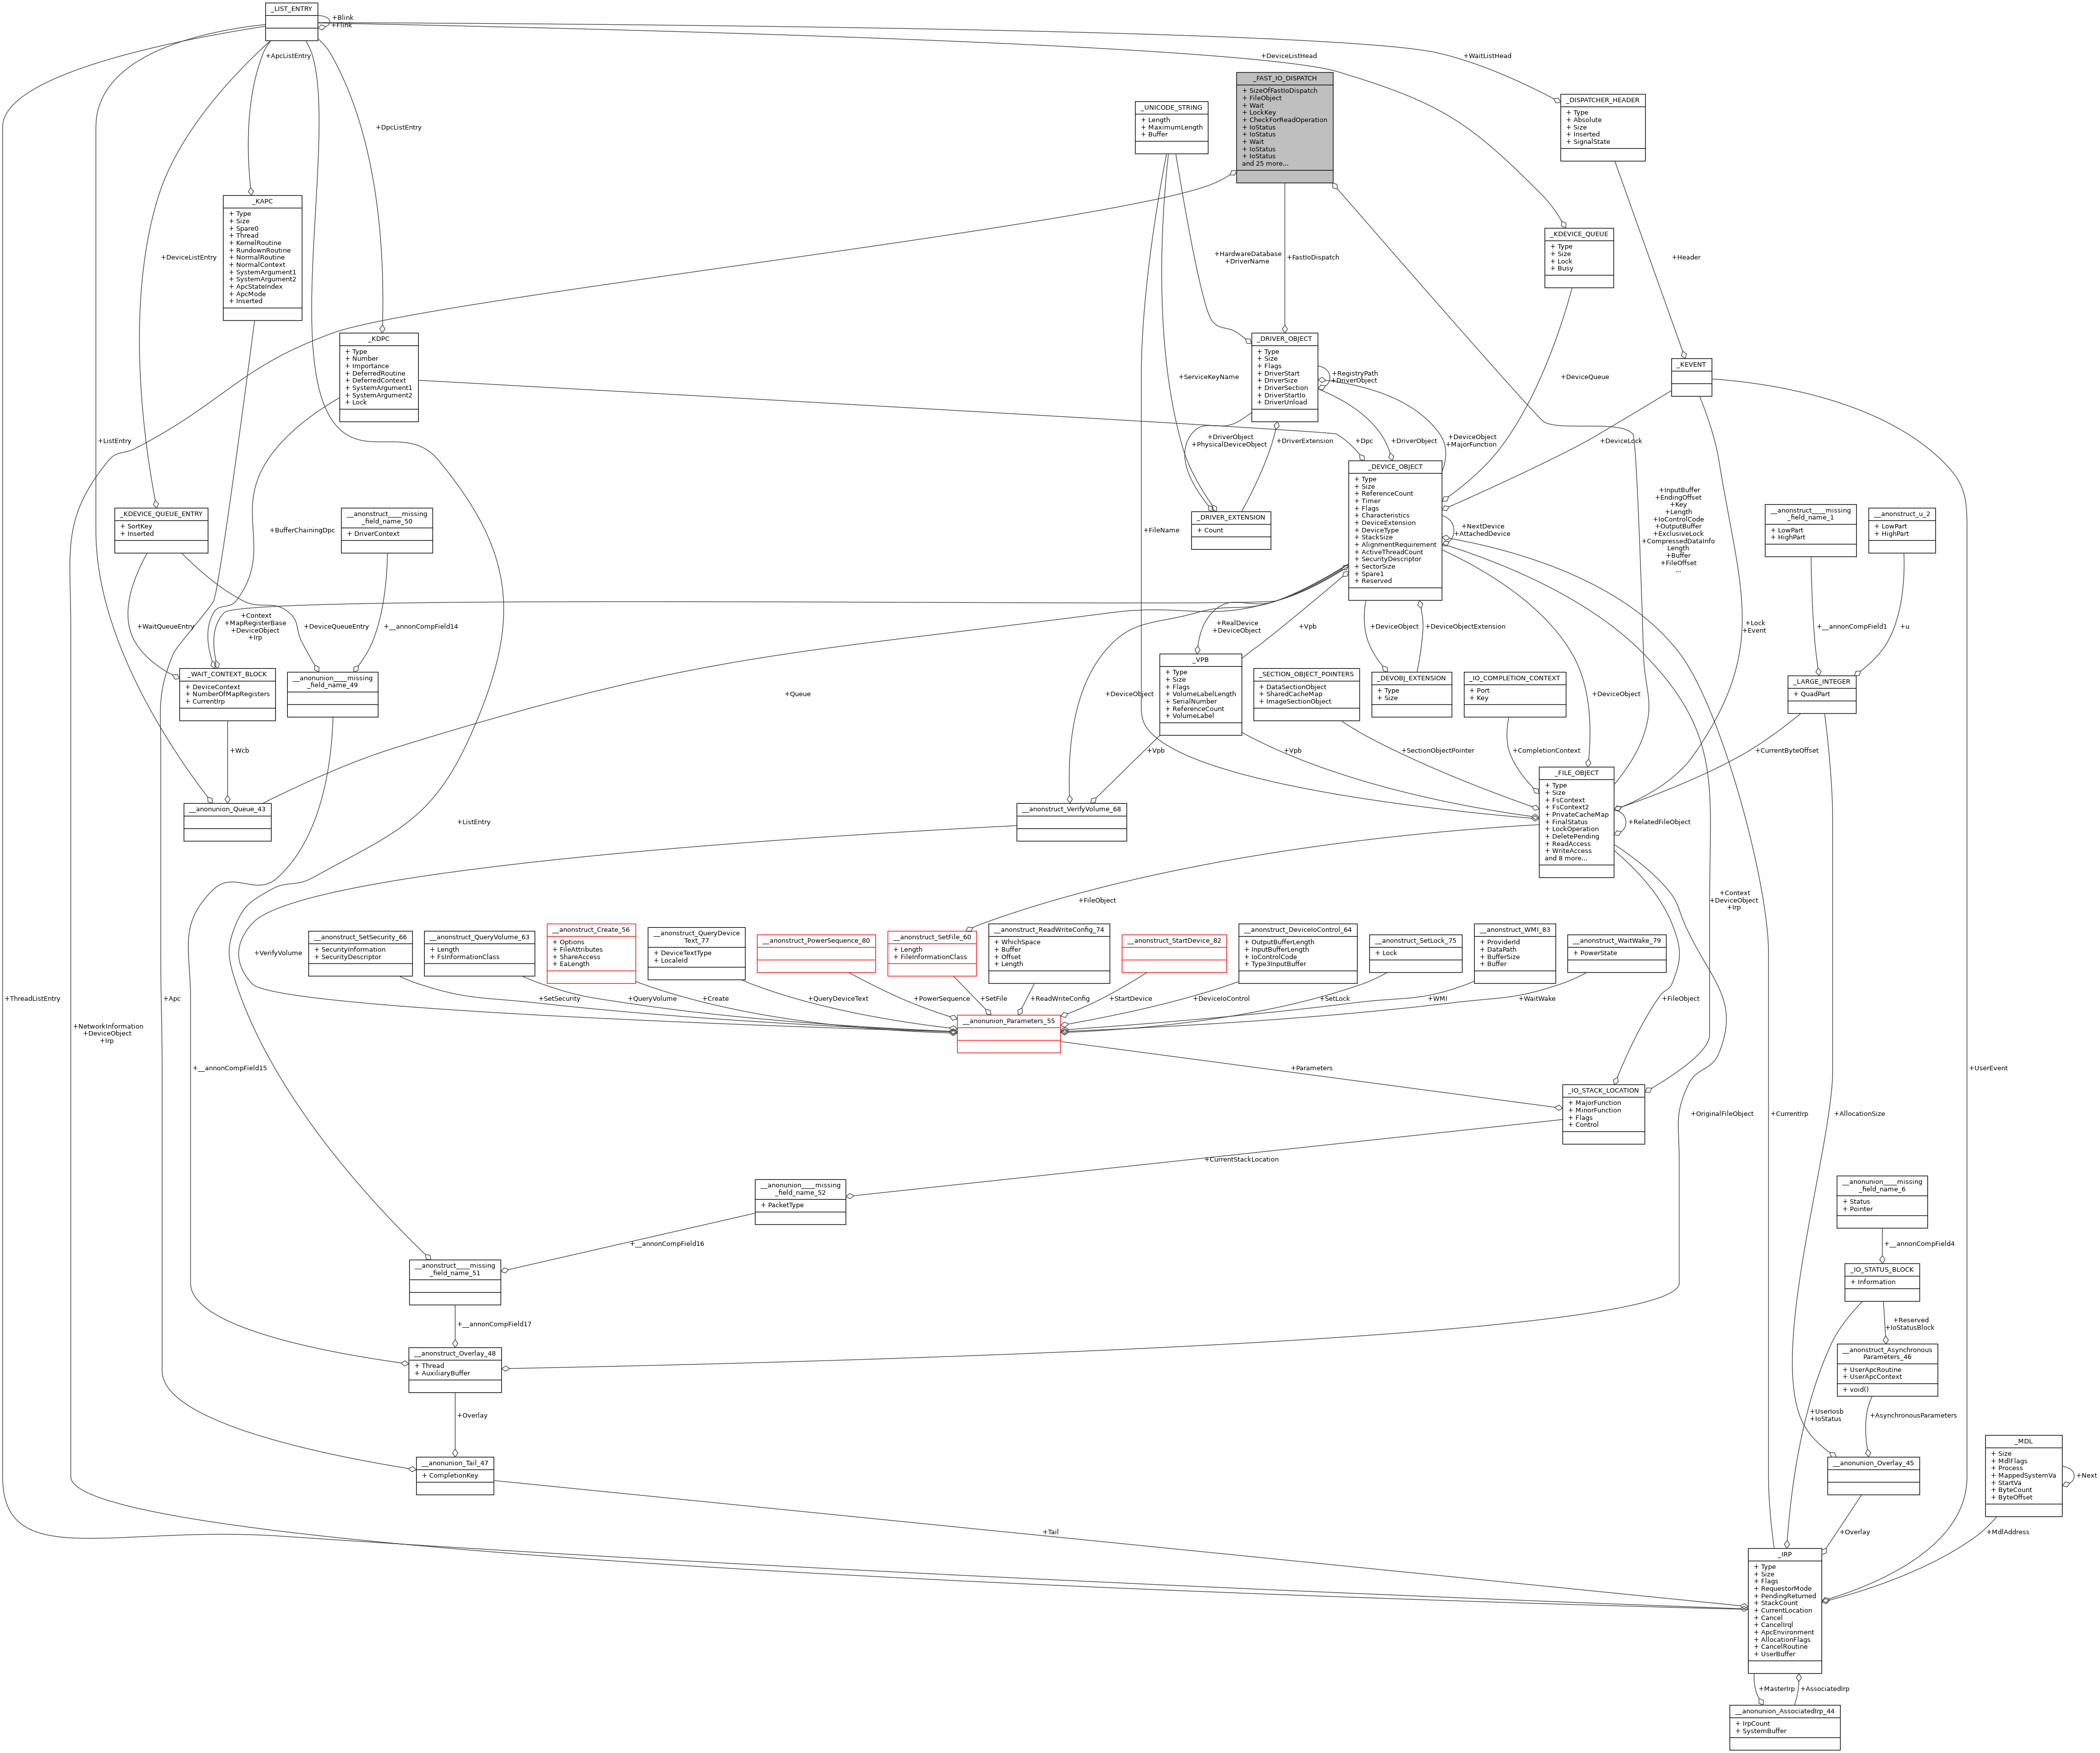 _LIST_ENTRY
+Blink
+Flink
+ApcListEntry
+DeviceListHead
+WaitListHead
_FAST_IO_DISPATCH
+ SizeOfFastIoDispatch
+ FileObject
+ Wait
+ LockKey
+ CheckForReadOperation
+ IoStatus
+ IoStatus
+ Wait
+ IoStatus
+ IoStatus
and 25 more...
_UNICODE_STRING
+ Length
+ MaximumLength
+ Buffer
_DISPATCHER_HEADER
+ Type
+ Absolute
+ Size
+ Inserted
+ SignalState
+DpcListEntry
_KAPC
+ Type
+ Size
+ Spare0
+ Thread
+ KernelRoutine
+ RundownRoutine
+ NormalRoutine
+ NormalContext
+ SystemArgument1
+ SystemArgument2
+ ApcStateIndex
+ ApcMode
+ Inserted
_KDEVICE_QUEUE
+ Type
+ Size
+ Lock
+ Busy
+DeviceListEntry
+HardwareDatabase
+DriverName
+FastIoDispatch
+Header
_KDPC
+ Type
+ Number
+ Importance
+ DeferredRoutine
+ DeferredContext
+ SystemArgument1
+ SystemArgument2
+ Lock
_DRIVER_OBJECT
+ Type
+ Size
+ Flags
+ DriverStart
+ DriverSize
+ DriverSection
+ DriverStartIo
+ DriverUnload
+RegistryPath
+DriverObject
+ServiceKeyName
+DeviceQueue
_KEVENT
+ListEntry
+DriverObject
+PhysicalDeviceObject
+DriverExtension
+Dpc
+DriverObject
+DeviceObject
+MajorFunction
+DeviceLock
_DEVICE_OBJECT
+ Type
+ Size
+ ReferenceCount
+ Timer
+ Flags
+ Characteristics
+ DeviceExtension
+ DeviceType
+ StackSize
+ AlignmentRequirement
+ ActiveThreadCount
+ SecurityDescriptor
+ SectorSize
+ Spare1
+ Reserved
+NextDevice
+AttachedDevice
+InputBuffer
+EndingOffset
+Key
+Length
+IoControlCode
+OutputBuffer
+ExclusiveLock
+CompressedDataInfo
Length
+Buffer
+FileOffset
...
_KDEVICE_QUEUE_ENTRY
+ SortKey
+ Inserted
+BufferChainingDpc
__anonstruct____missing
_field_name_50
+ DriverContext
_DRIVER_EXTENSION
+ Count
+FileName
__anonstruct____missing
_field_name_1
+ LowPart
+ HighPart
__anonstruct_u_2
+ LowPart
+ HighPart
+WaitQueueEntry
+Context
+MapRegisterBase
+DeviceObject
+Irp
+DeviceQueueEntry
+__annonCompField14
+RealDevice
+DeviceObject
+Vpb
+DeviceObject
+DeviceObjectExtension
+Lock
+Event
+__annonCompField1
+u
_WAIT_CONTEXT_BLOCK
+ DeviceContext
+ NumberOfMapRegisters
+ CurrentIrp
__anonunion____missing
_field_name_49
+Queue
+DeviceObject
_VPB
+ Type
+ Size
+ Flags
+ VolumeLabelLength
+ SerialNumber
+ ReferenceCount
+ VolumeLabel
_SECTION_OBJECT_POINTERS
+ DataSectionObject
+ SharedCacheMap
+ ImageSectionObject
_DEVOBJ_EXTENSION
+ Type
+ Size
_IO_COMPLETION_CONTEXT
+ Port
+ Key
+DeviceObject
_LARGE_INTEGER
+ QuadPart
+Wcb
+Vpb
+Vpb
+SectionObjectPointer
+CompletionContext
+CurrentByteOffset
__anonunion_Queue_43
__anonstruct_VerifyVolume_68
_FILE_OBJECT
+ Type
+ Size
+ FsContext
+ FsContext2
+ PrivateCacheMap
+ FinalStatus
+ LockOperation
+ DeletePending
+ ReadAccess
+ WriteAccess
and 8 more...
+RelatedFileObject
+ListEntry
+FileObject
+Context
+DeviceObject
+Irp
+VerifyVolume
__anonstruct_SetSecurity_66
+ SecurityInformation
+ SecurityDescriptor
__anonstruct_QueryVolume_63
+ Length
+ FsInformationClass
__anonstruct_Create_56
+ Options
+ FileAttributes
+ ShareAccess
+ EaLength
__anonstruct_QueryDevice
Text_77
+ DeviceTextType
+ LocaleId
__anonstruct_PowerSequence_80
__anonstruct_SetFile_60
+ Length
+ FileInformationClass
__anonstruct_ReadWriteConfig_74
+ WhichSpace
+ Buffer
+ Offset
+ Length
__anonstruct_StartDevice_82
__anonstruct_DeviceIoControl_64
+ OutputBufferLength
+ InputBufferLength
+ IoControlCode
+ Type3InputBuffer
__anonstruct_SetLock_75
+ Lock
__anonstruct_WMI_83
+ ProviderId
+ DataPath
+ BufferSize
+ Buffer
__anonstruct_WaitWake_79
+ PowerState
+ThreadListEntry
+Apc
+SetSecurity
+QueryVolume
+Create
+QueryDeviceText
+PowerSequence
+SetFile
+ReadWriteConfig
+StartDevice
+DeviceIoControl
+SetLock
+WMI
+WaitWake
+FileObject
+NetworkInformation
+DeviceObject
+Irp
__anonunion_Parameters_55
+__annonCompField15
+Parameters
+UserEvent
_IO_STACK_LOCATION
+ MajorFunction
+ MinorFunction
+ Flags
+ Control
+OriginalFileObject
+CurrentIrp
+AllocationSize
+CurrentStackLocation
__anonunion____missing
_field_name_52
+ PacketType
__anonunion____missing
_field_name_6
+ Status
+ Pointer
+__annonCompField16
+__annonCompField4
__anonstruct____missing
_field_name_51
_IO_STATUS_BLOCK
+ Information
+__annonCompField17
+Reserved
+IoStatusBlock
__anonstruct_Overlay_48
+ Thread
+ AuxiliaryBuffer
__anonstruct_Asynchronous
Parameters_46
+ UserApcRoutine
+ UserApcContext
+ void()
+Overlay
+UserIosb
+IoStatus
+AsynchronousParameters
__anonunion_Tail_47
+ CompletionKey
__anonunion_Overlay_45
_MDL
+ Size
+ MdlFlags
+ Process
+ MappedSystemVa
+ StartVa
+ ByteCount
+ ByteOffset
+Next
+Tail
+Overlay
+MdlAddress
_IRP
+ Type
+ Size
+ Flags
+ RequestorMode
+ PendingReturned
+ StackCount
+ CurrentLocation
+ Cancel
+ CancelIrql
+ ApcEnvironment
+ AllocationFlags
+ CancelRoutine
+ UserBuffer
+MasterIrp
+AssociatedIrp
__anonunion_AssociatedIrp_44
+ IrpCount
+ SystemBuffer